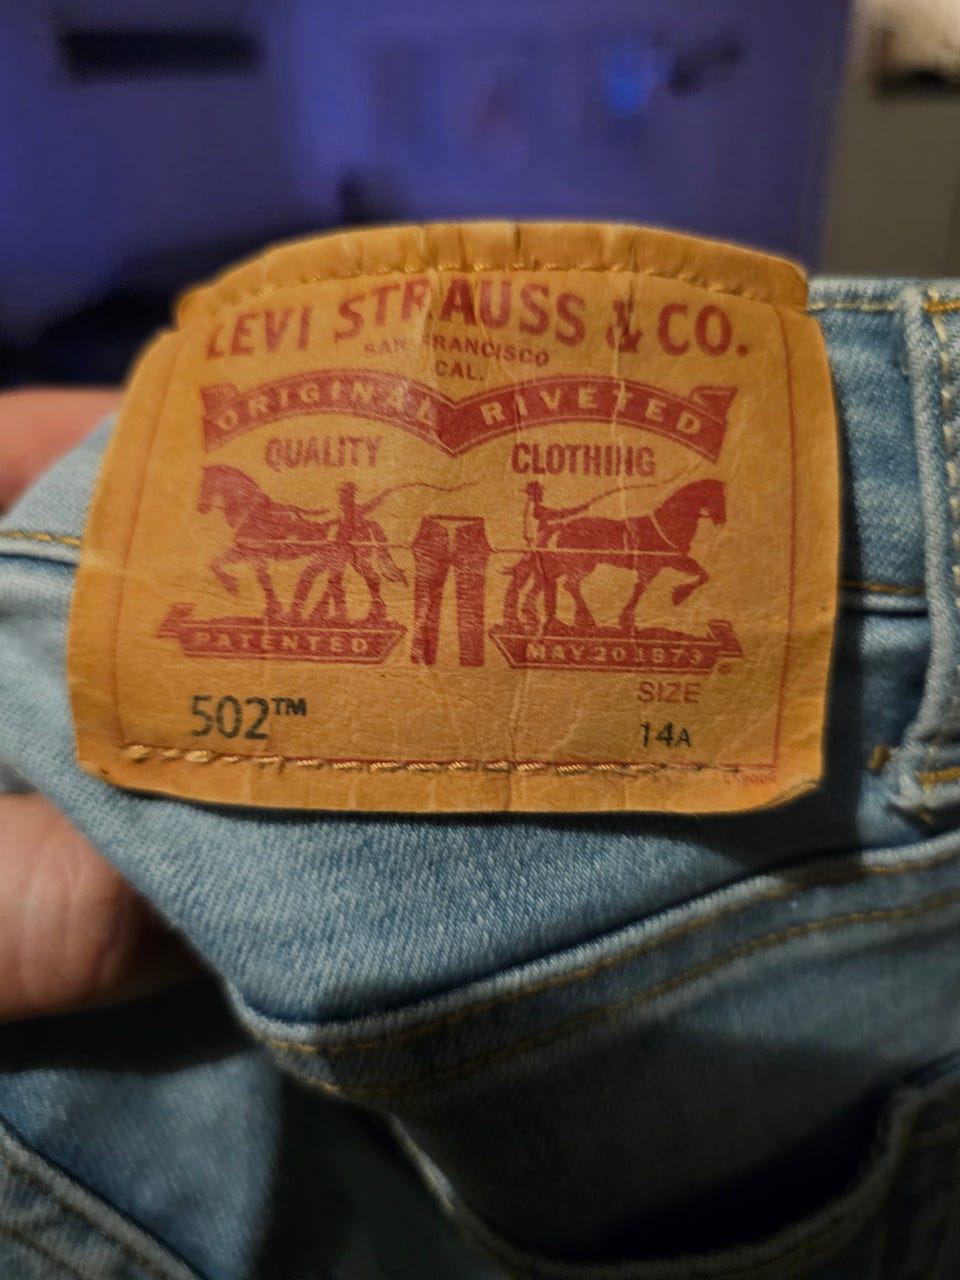 LEVI STRAUSS & CO.
SAN FRANCISCO
CAL.
ORIGINAL RIVETED
QUALITY CLOTHING
PATENTED MAY 20 1873 ®
SIZE
502™ 14A